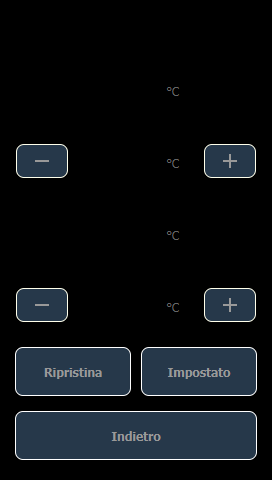 °C
− °C +
°C
− °C +
Ripristina Impostato
Indietro